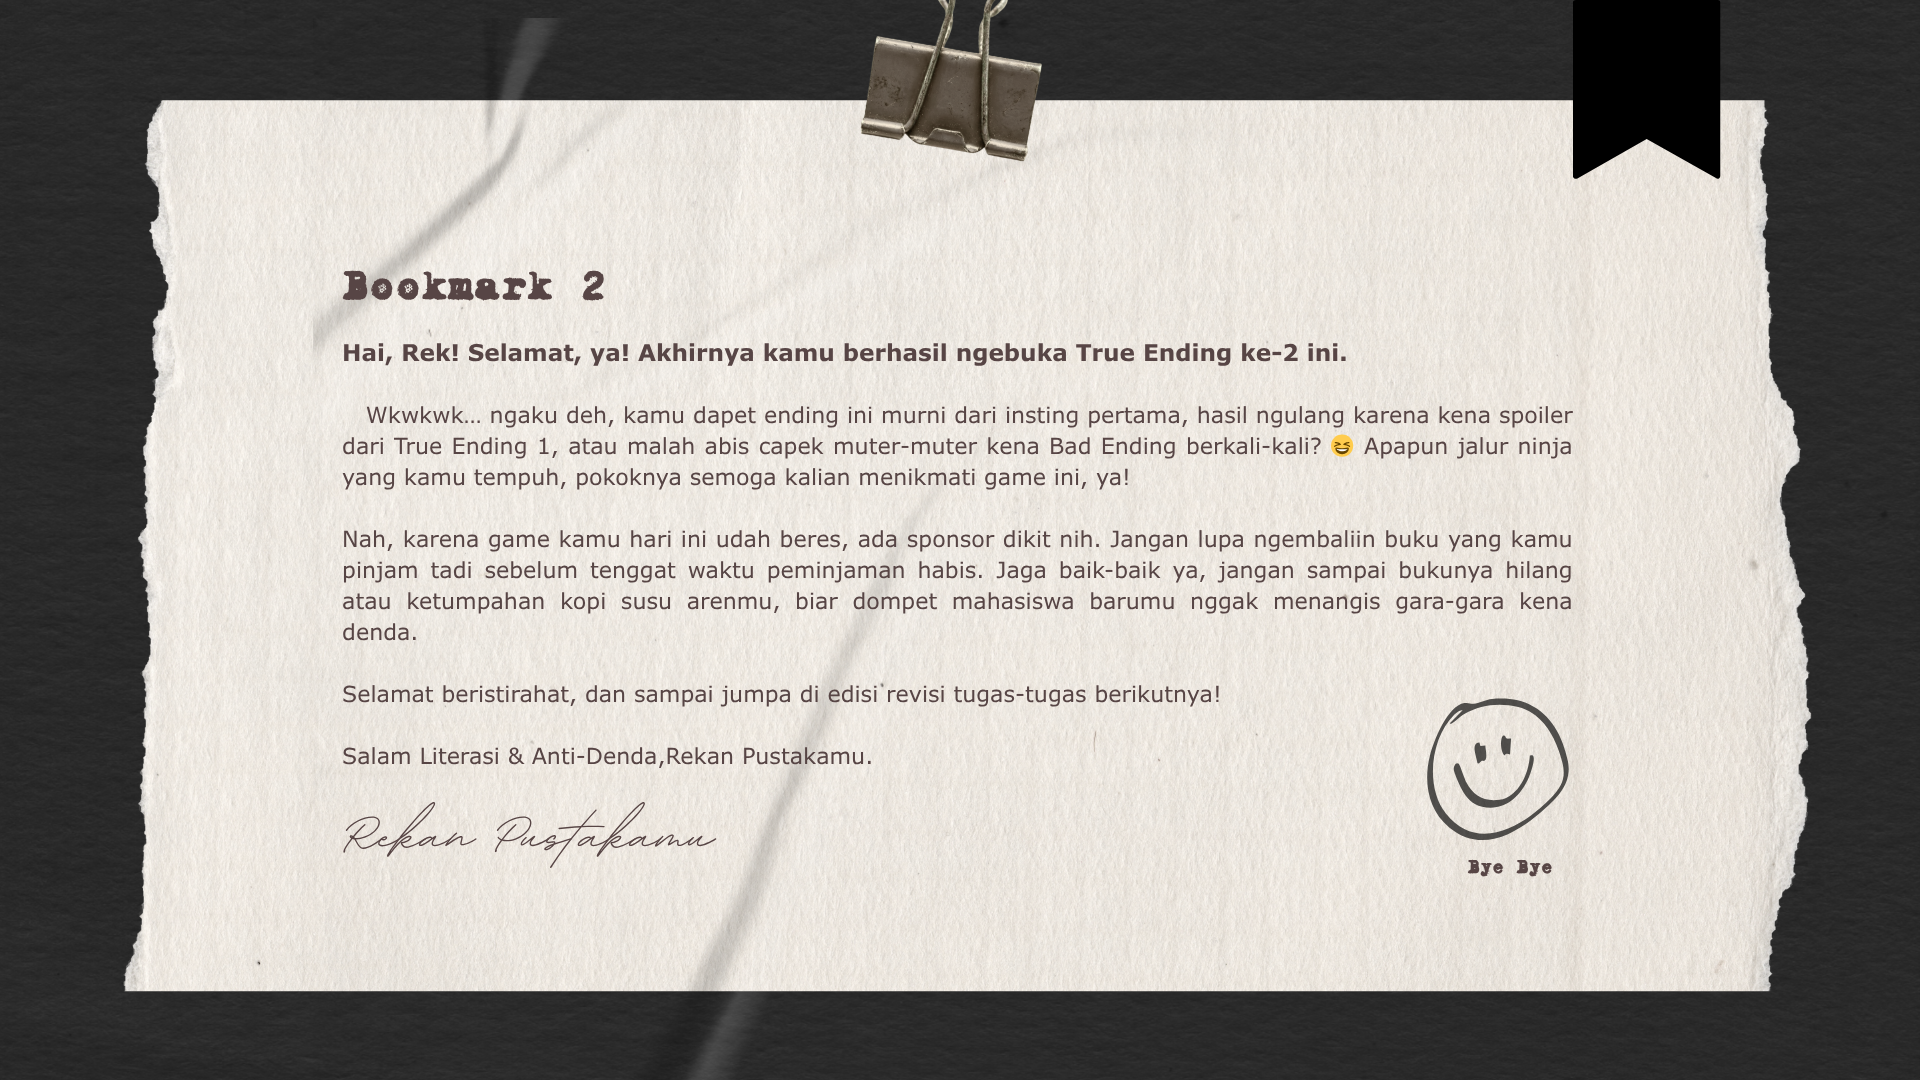 Bookmark 2
Hai, Rek! Selamat, ya! Akhirnya kamu berhasil ngebuka True Ending ke-2 ini.
Wkwkwk... ngaku deh, kamu dapet ending ini murni dari insting pertama, hasil ngulang karena kena spoiler
dari True Ending 1, atau malah abis capek muter-muter kena Bad Ending berkali-kali? 😆 Apapun jalur ninja
yang kamu tempuh, pokoknya semoga kalian menikmati game ini, ya!
Nah, karena game kamu hari ini udah beres, ada sponsor dikit nih. Jangan lupa ngembaliin buku yang kamu
pinjam tadi sebelum tenggat waktu peminjaman habis. Jaga baik-baik ya, jangan sampai bukunya hilang
atau ketumpahan kopi susu arenmu, biar dompet mahasiswa barumu nggak menangis gara-gara kena
denda.
Selamat beristirahat, dan sampai jumpa di edisi revisi tugas-tugas berikutnya!
Salam Literasi & Anti-Denda,Rekan Pustakamu.
Rekan Pustakamu
Bye Bye